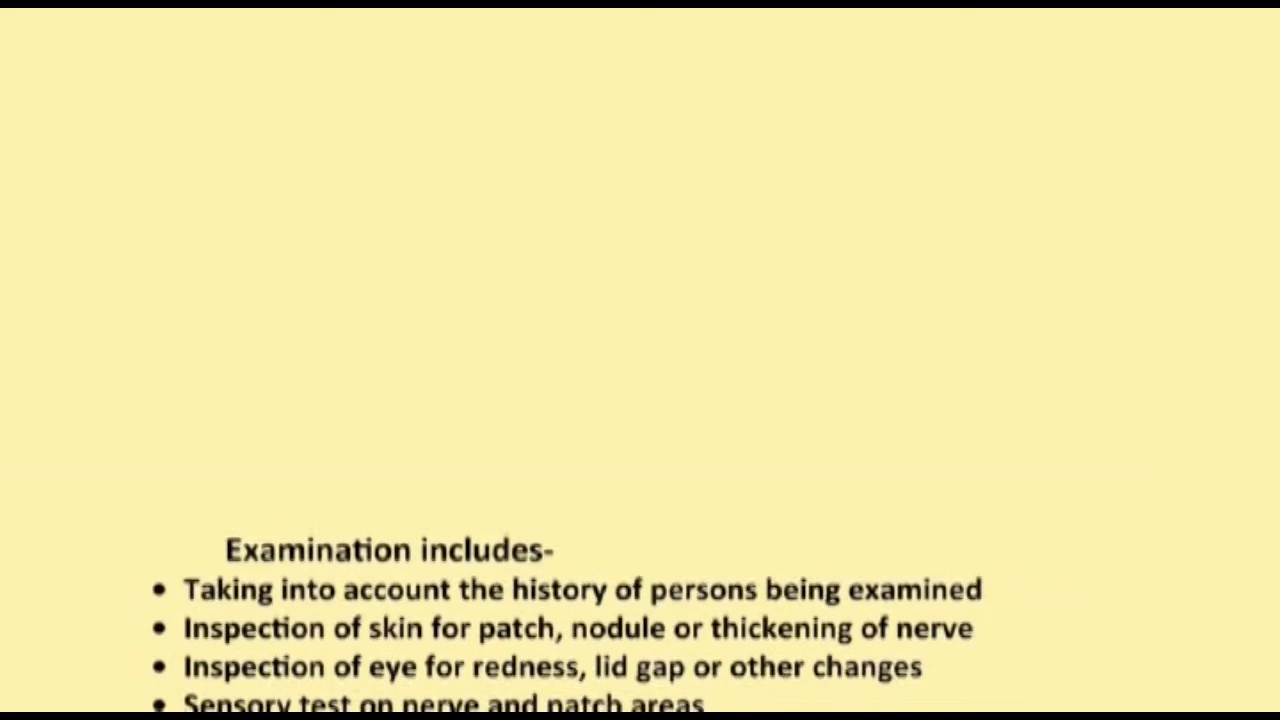 Examination includes-
• Taking into account the history of persons being examined
• Inspection of skin for patch, nodule or thickening of nerve
• Inspection of eye for redness, lid gap or other changes
• Sensory test on nerve and patch areas